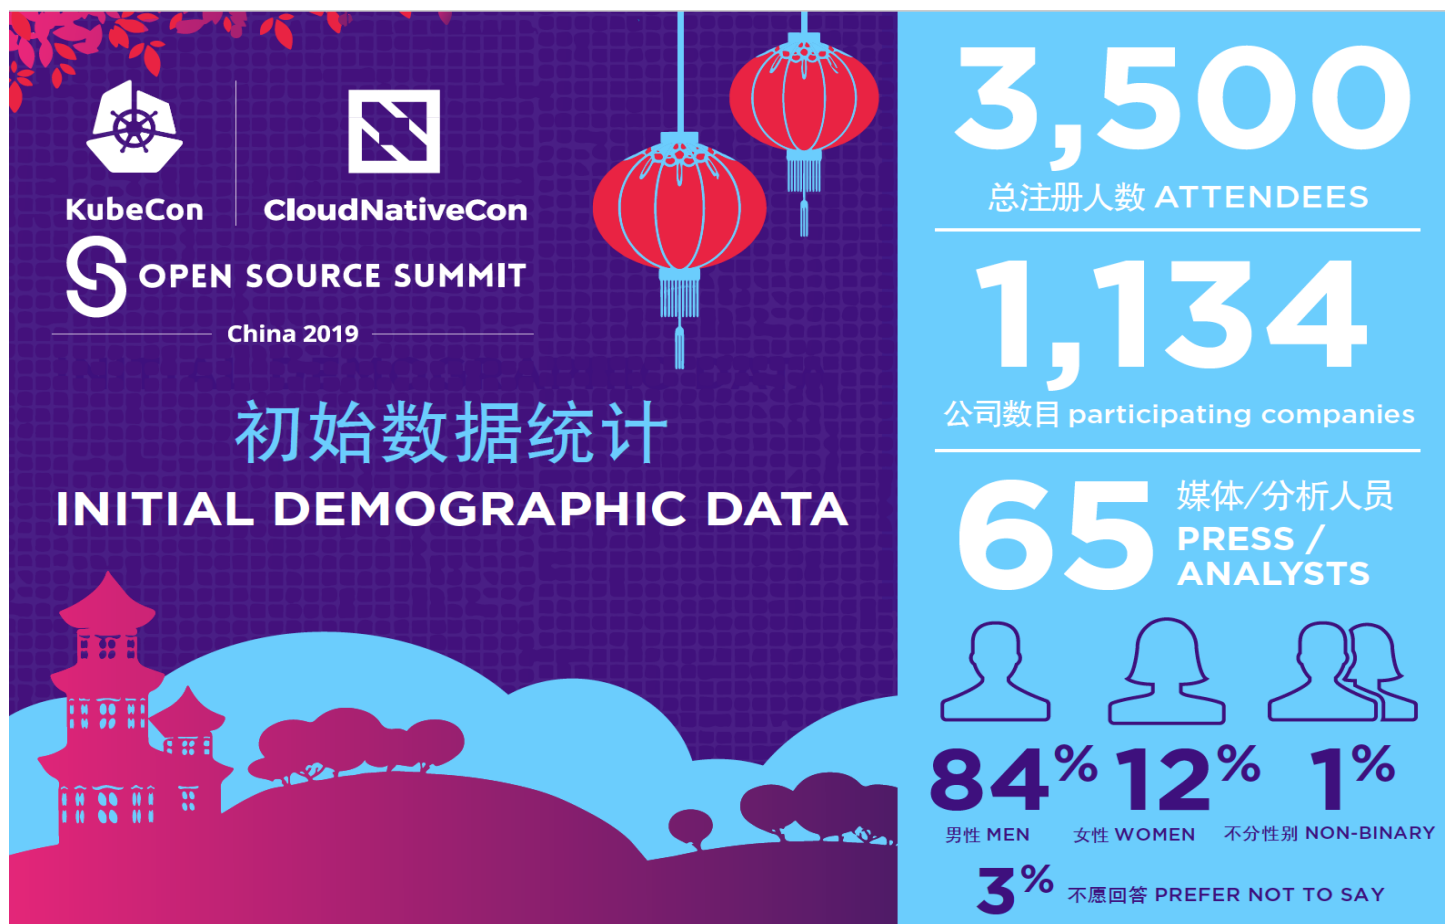 KubeCon
CloudNativeCon
OPEN SOURCE SUMMIT
China 2019
初始数据统计
INITIAL DEMOGRAPHIC DATA
3,500
总注册人数 ATTENDEES
1,134
公司数目 participating companies
65
媒体/分析人员
PRESS /
ANALYSTS
84% 12% 1%
男性 MEN 女性 WOMEN 不分性别 NON-BINARY
3% 不愿回答 PREFER NOT TO SAY